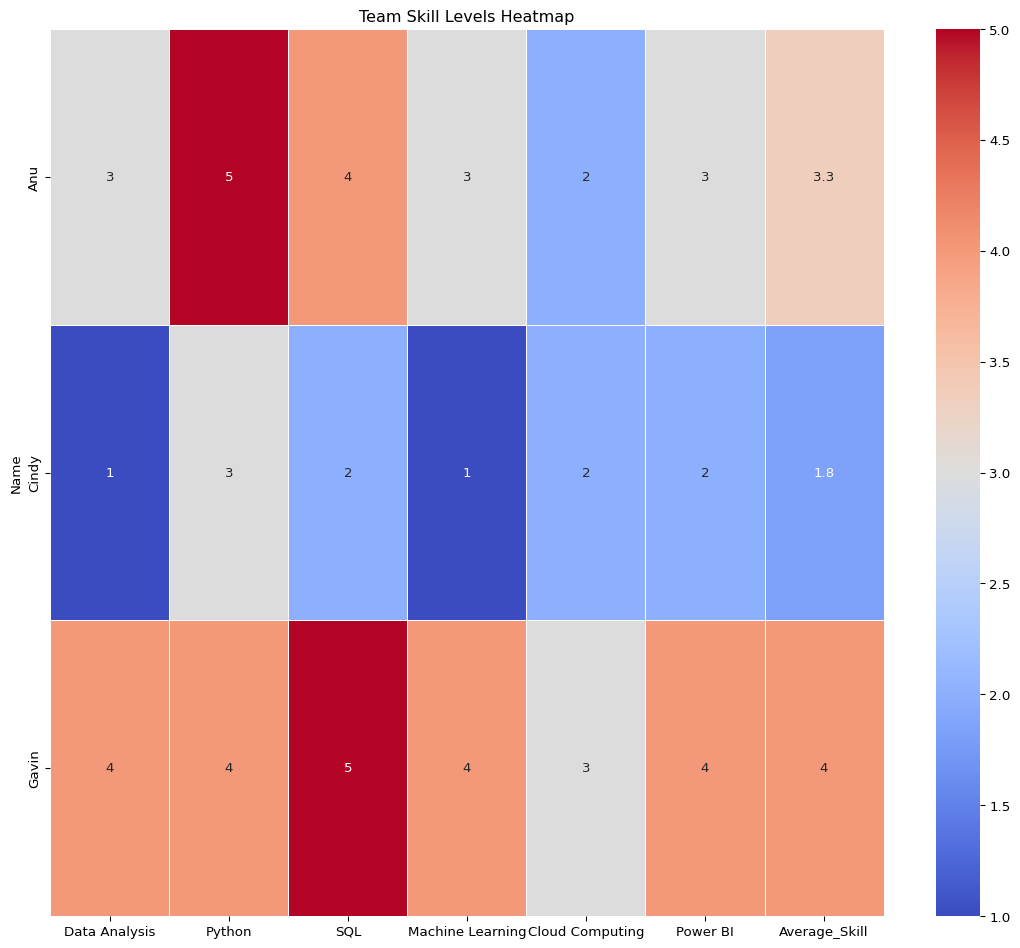 Team Skill Levels Heatmap
Name
Anu
3 5 4 3 2 3 3.3
Cindy
1 3 2 1 2 2 1.8
Gavin
4 4 5 4 3 4 4
Data Analysis Python SQL Machine Learning Cloud Computing Power BI Average_Skill
5.0
4.5
4.0
3.5
3.0
2.5
2.0
1.5
1.0